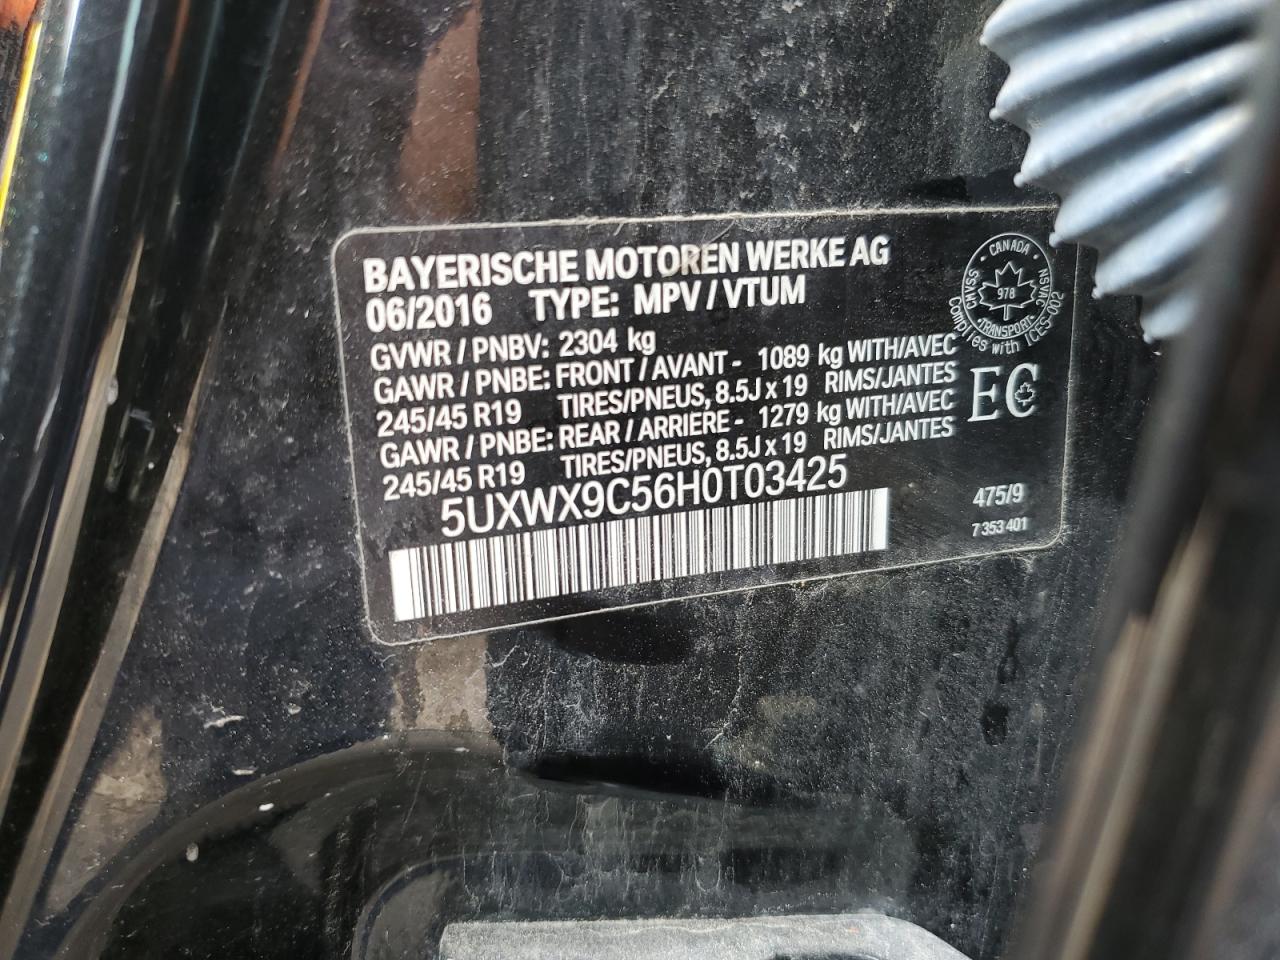 BAYERISCHE MOTOREN WERKE AG
06/2016 TYPE: MPV / VTUM
GVWR / PNBV: 2304 kg
GAWR / PNBE: FRONT / AVANT - 1089 kg WITH/AVEC
245/45 R19 TIRES/PNEUS, 8.5J x 19 RIMS/JANTES
GAWR / PNBE: REAR / ARRIERE - 1279 kg WITH/AVEC
245/45 R19 TIRES/PNEUS, 8.5J x 19 RIMS/JANTES
5UXWX9C56H0T03425
CANADA
CMVSS
NSVAC
978
TRANSPORT
Complies with ICES-002
EC
475/9
7 353 401